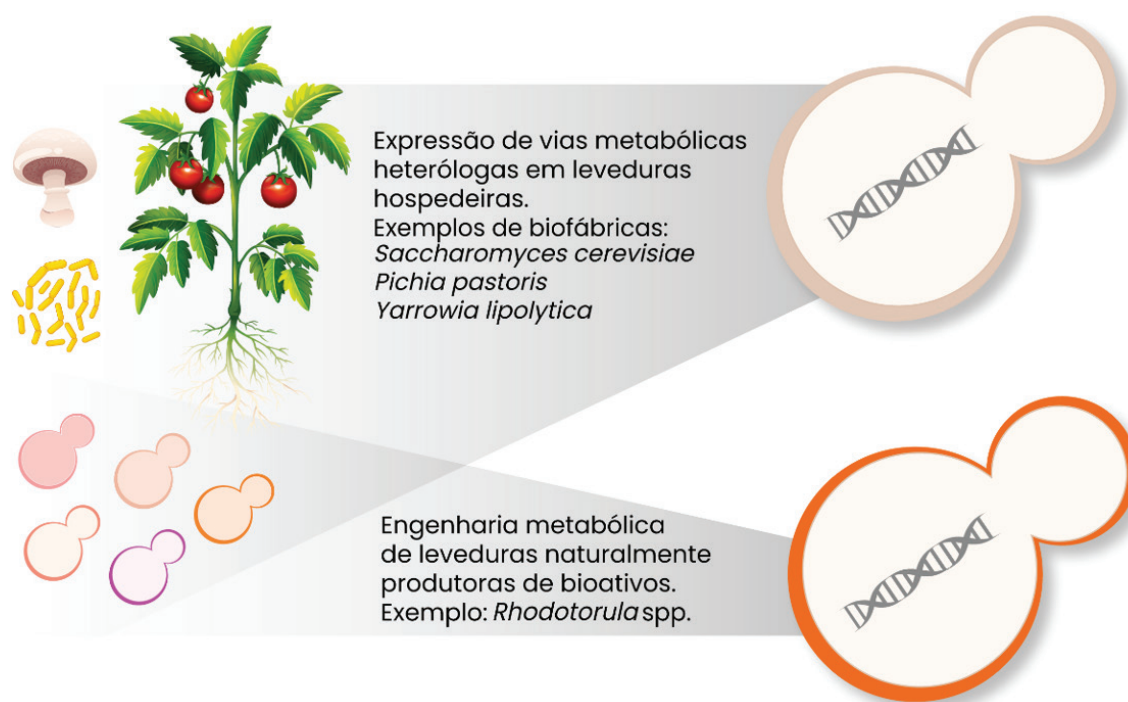 Expressão de vias metabólicas
heterólogas em leveduras
hospedeiras.
Exemplos de biofábricas:
Saccharomyces cerevisiae
Pichia pastoris
Yarrowia lipolytica
Engenharia metabólica
de leveduras naturalmente
produtoras de bioativos.
Exemplo: Rhodotorula spp.